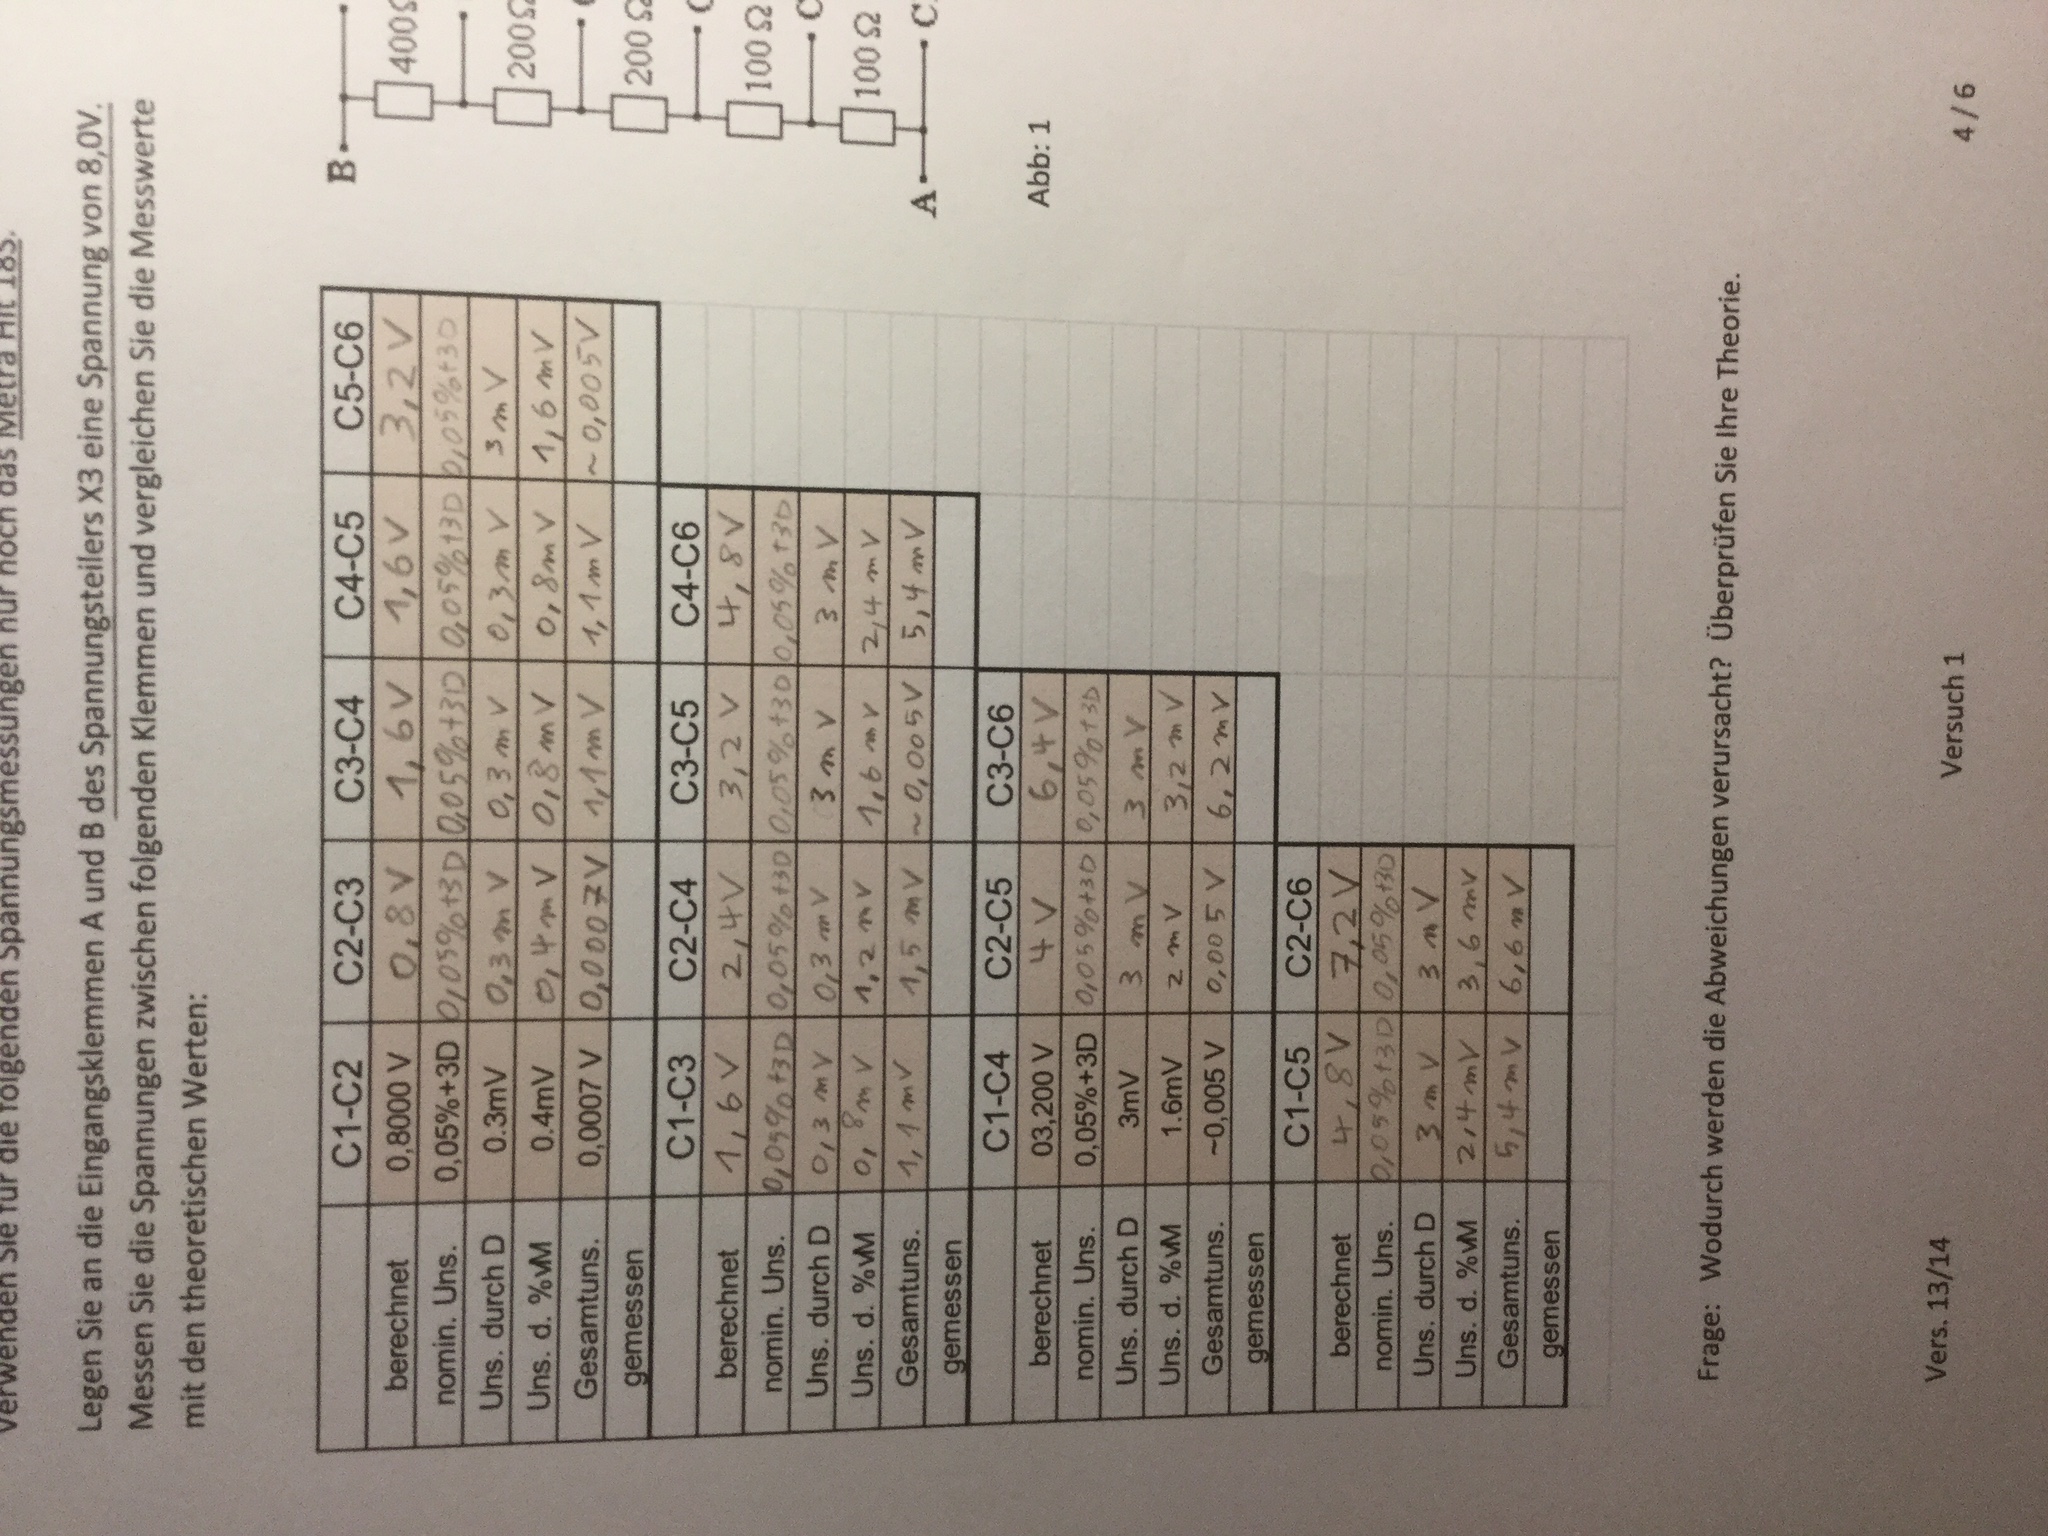 Verwenden Sie für die folgenden Spannungsmessungen nur noch das Metra Hit 18S.
Legen Sie an die Eingangsklemmen A und B des Spannungsteilers X3 eine Spannung von 8,0V.
Messen Sie die Spannungen zwischen folgenden Klemmen und vergleichen Sie die Messwerte
mit den theoretischen Werten:
C1-C2 C2-C3 C3-C4 C4-C5 C5-C6
berechnet 0,8000 V 0,8 V 1,6 V 1,6 V 3,2 V
nomin. Uns. 0,05%+3D 0,05%+3D 0,05%+3D 0,05%+3D 0,05%+3D
Uns. durch D 0.3mV 0,3 mV 0,3 mV 0,3 mV 3 mV
Uns. d. %vM 0.4mV 0,4 mV 0,8 mV 0,8mV 1,6 mV
Gesamtuns. 0,0007 V 0,0007 V 1,1 mV 1,1 mV ~0,005V
gemessen
C1-C3 C2-C4 C3-C5 C4-C6
berechnet 1,6 V 2,4 V 3,2 V 4,8 V
nomin. Uns. 0,05%+3D 0,05%+3D 0,05%+3D 0,05%+3D
Uns. durch D 0,3 mV 0,3 mV 3 mV 3 mV
Uns. d. %vM 0,8 mV 1,2 mV 1,6 mV 2,4 mV
Gesamtuns. 1,1 mV 1,5 mV ~0,005V 5,4 mV
gemessen
C1-C4 C2-C5 C3-C6
berechnet 03,200 V 4 V 6,4 V
nomin. Uns. 0,05%+3D 0,05%+3D 0,05%+3D
Uns. durch D 3mV 3 mV 3 mV
Uns. d. %vM 1.6mV 2 mV 3,2 mV
Gesamtuns. ~0,005 V 0,005 V 6,2 mV
gemessen
C1-C5 C2-C6
berechnet 4,8 V 7,2 V
nomin. Uns. 0,05%+3D 0,05%+3D
Uns. durch D 3 mV 3 mV
Uns. d. %vM 2,4 mV 3,6 mV
Gesamtuns. 5,4 mV 6,6 mV
gemessen
B
400Ω
200Ω
C
200 Ω
C
100 Ω
C
100 Ω
A C
Abb: 1
Frage: Wodurch werden die Abweichungen verursacht? Überprüfen Sie Ihre Theorie.
Vers. 13/14 Versuch 1 4 / 6